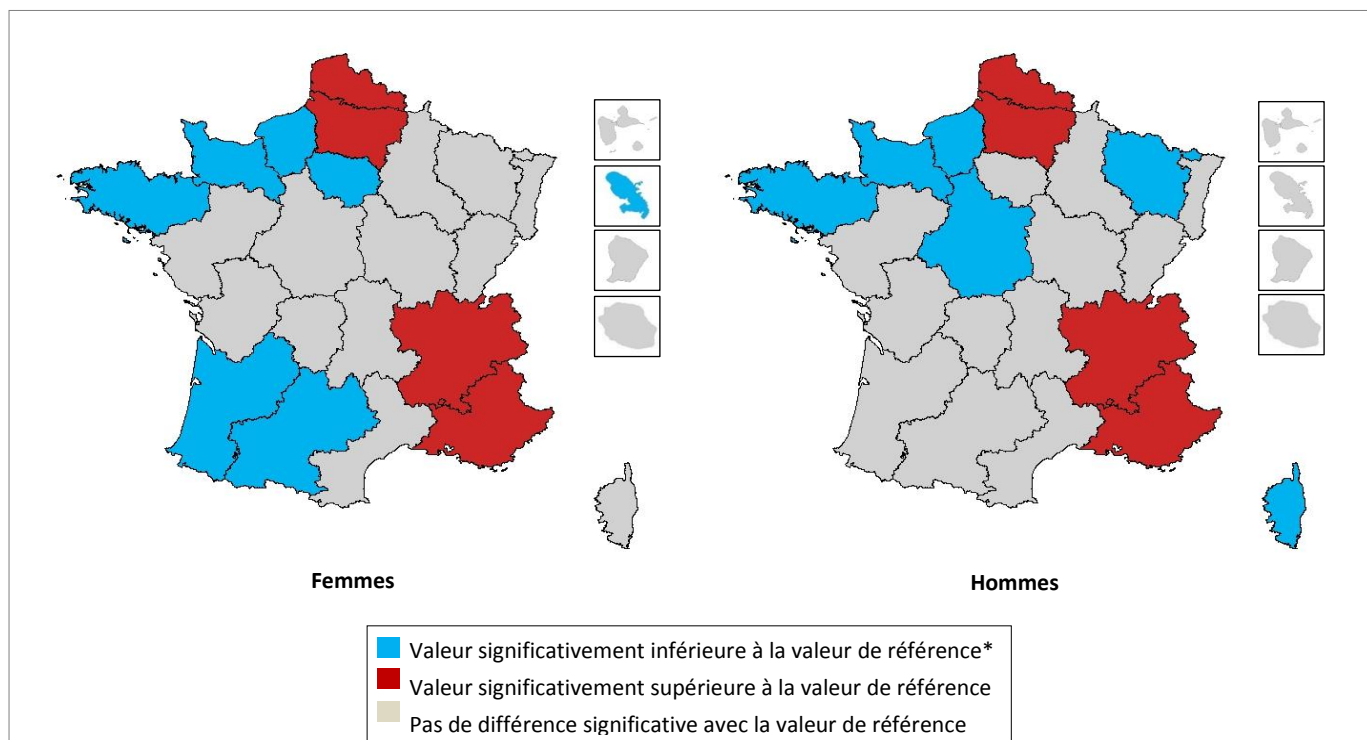 Femmes
Hommes
Valeur significativement inférieure à la valeur de référence*
Valeur significativement supérieure à la valeur de référence
Pas de différence significative avec la valeur de référence